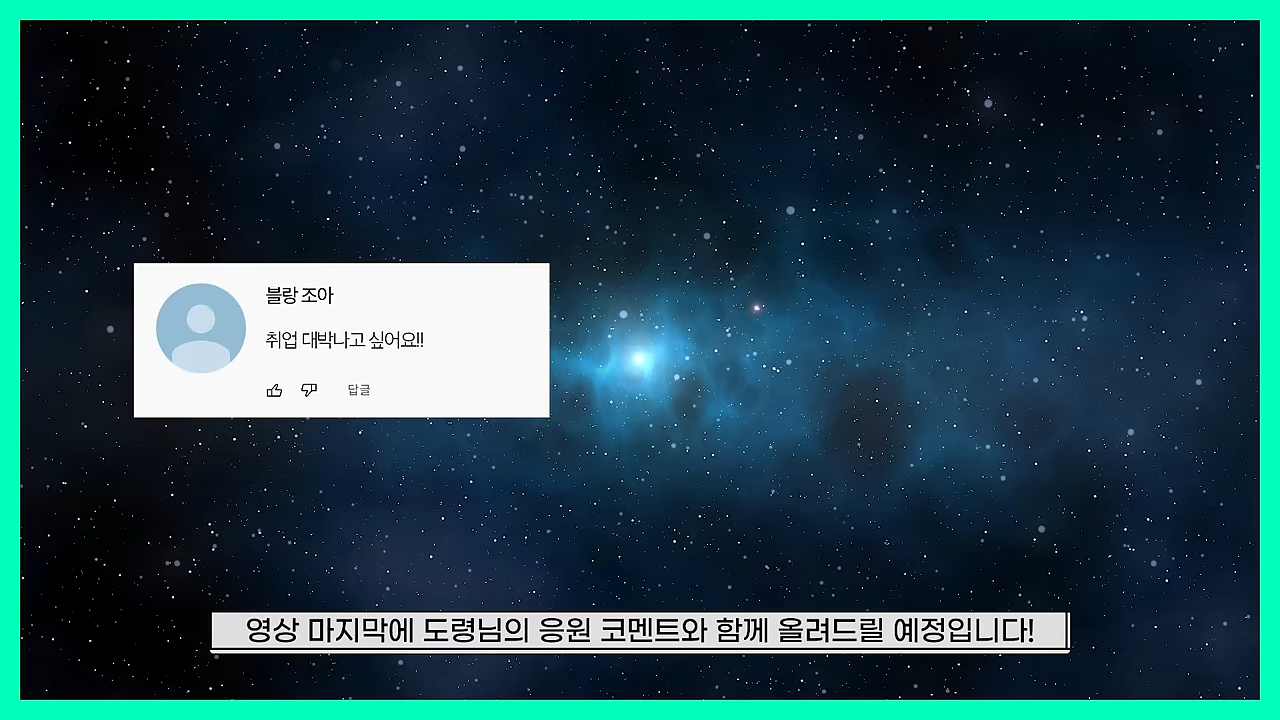 블랑 조아
취업 대박나고 싶어요!!
답글
영상 마지막에 도령님의 응원 코멘트와 함께 올려드릴 예정입니다!